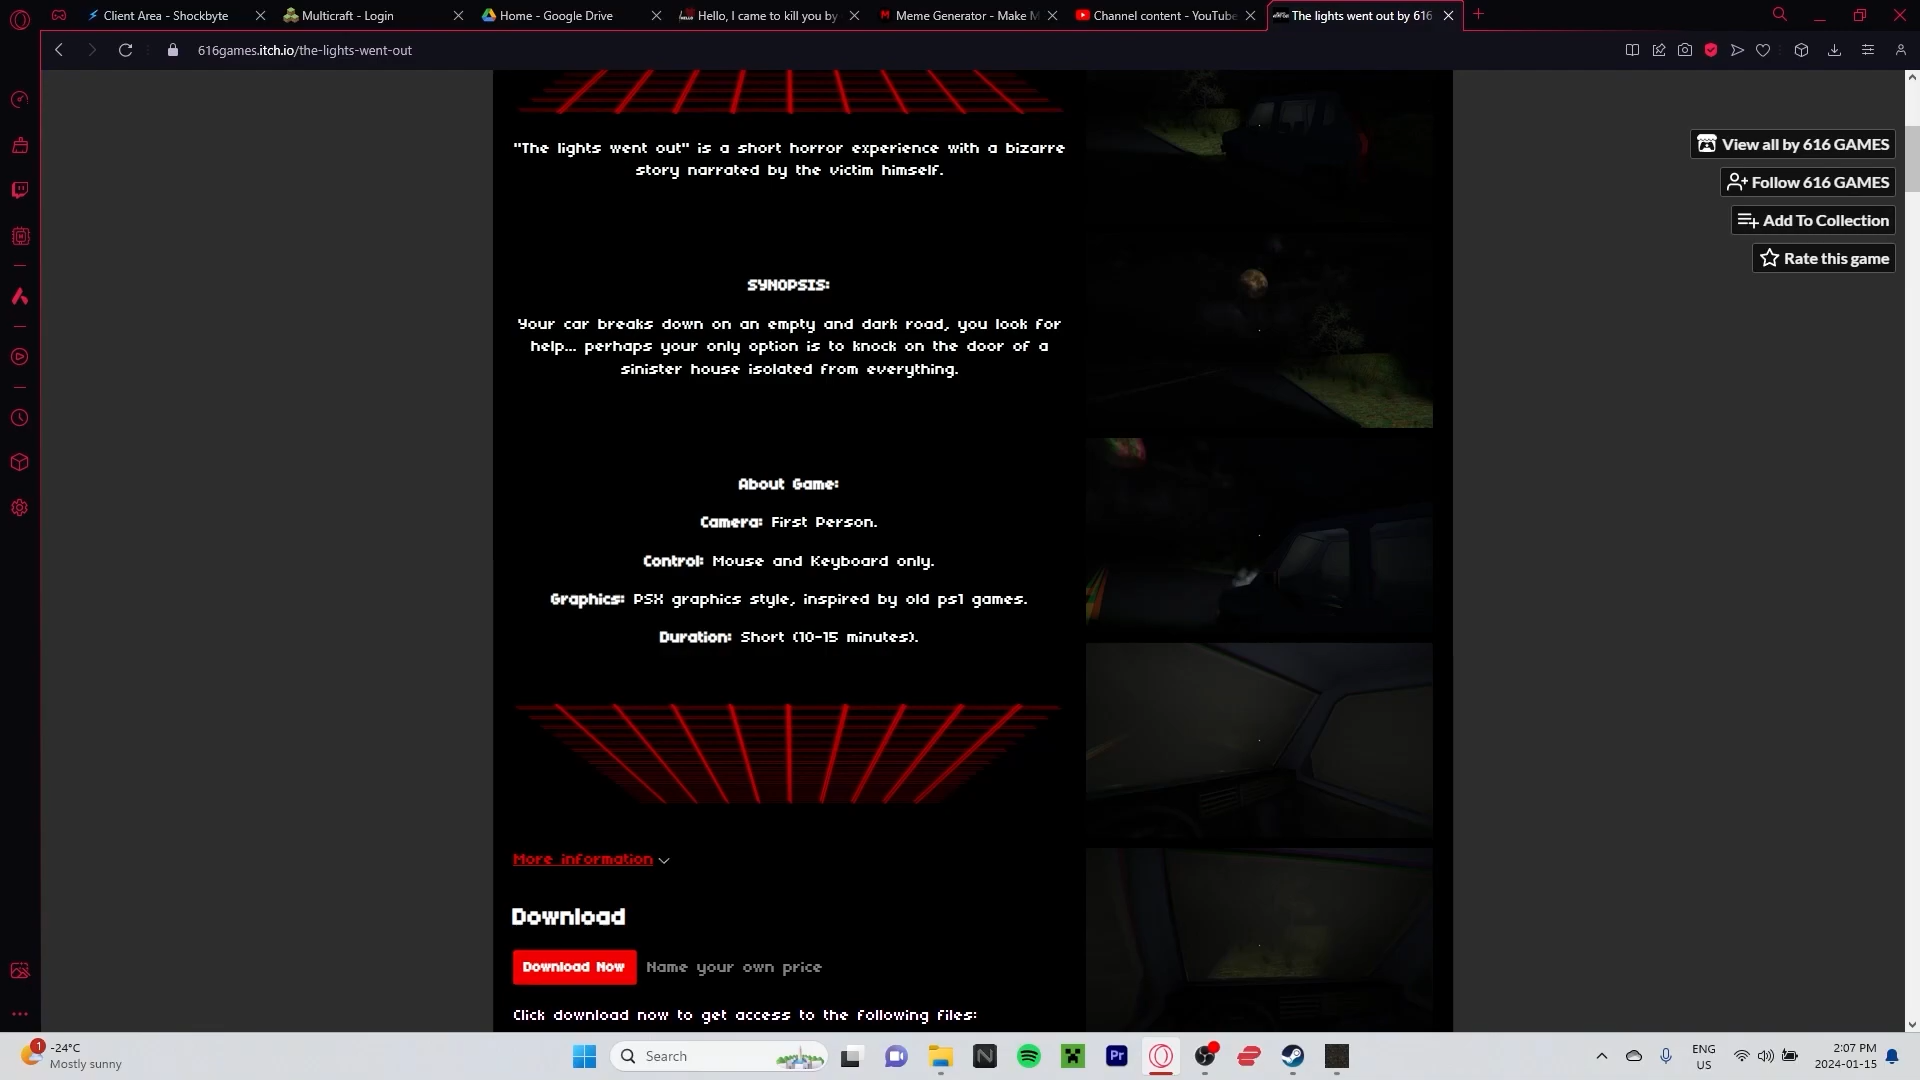 Client Area - Shockbyte
Multicraft - Login
Home - Google Drive
Hello, I came to kill you by
Meme Generator - Make M
Channel content - YouTube
The lights went out by 616
616games.itch.io/the-lights-went-out
View all by 616 GAMES
Follow 616 GAMES
Add To Collection
Rate this game
"The lights went out" is a short horror experience with a bizarre
story narrated by the victim himself.
SYNOPSIS:
Your car breaks down on an empty and dark road, you look for
help... perhaps your only option is to knock on the door of a
sinister house isolated from everything.
About Game:
Camera: First Person.
Control: Mouse and Keyboard only.
Graphics: PSX graphics style, inspired by old ps1 games.
Duration: Short (10-15 minutes).
More information
Download
Download Now Name your own price
Click download now to get access to the following files:
1
-24°C
Mostly sunny
Search
Pr
ENG
US
2:07 PM
2024-01-15